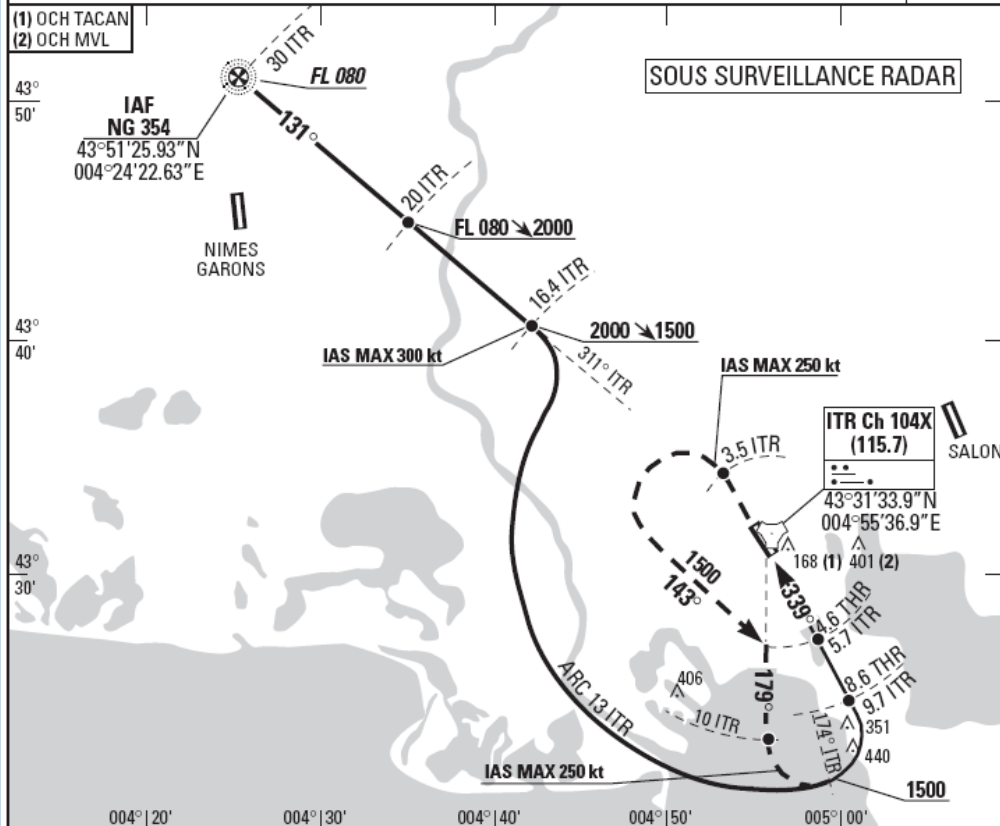 (1) OCH TACAN
(2) OCH MVL
30 ITR
FL 080
SOUS SURVEILLANCE RADAR
43°
50'
IAF
NG 354
43°51'25.93"N
004°24'22.63"E
131°
20 ITR
FL 080 ↘ 2000
NIMES
GARONS
16.4 ITR
43°
40'
2000 ↘ 1500
IAS MAX 300 kt
311° ITR
IAS MAX 250 kt
ITR Ch 104X
(115.7)
SALON
3.5 ITR
43°31'33.9"N
004°55'36.9"E
168 (1) 401 (2)
43°
30'
1500
143°
339°
4.6 THR
5.7 ITR
8.6 THR
9.7 ITR
ARC 13 ITR
406
179°
10 ITR
174° ITR
351
440
IAS MAX 250 kt
1500
004° 20' 004° 30' 004° 40' 004° 50' 005° 00'